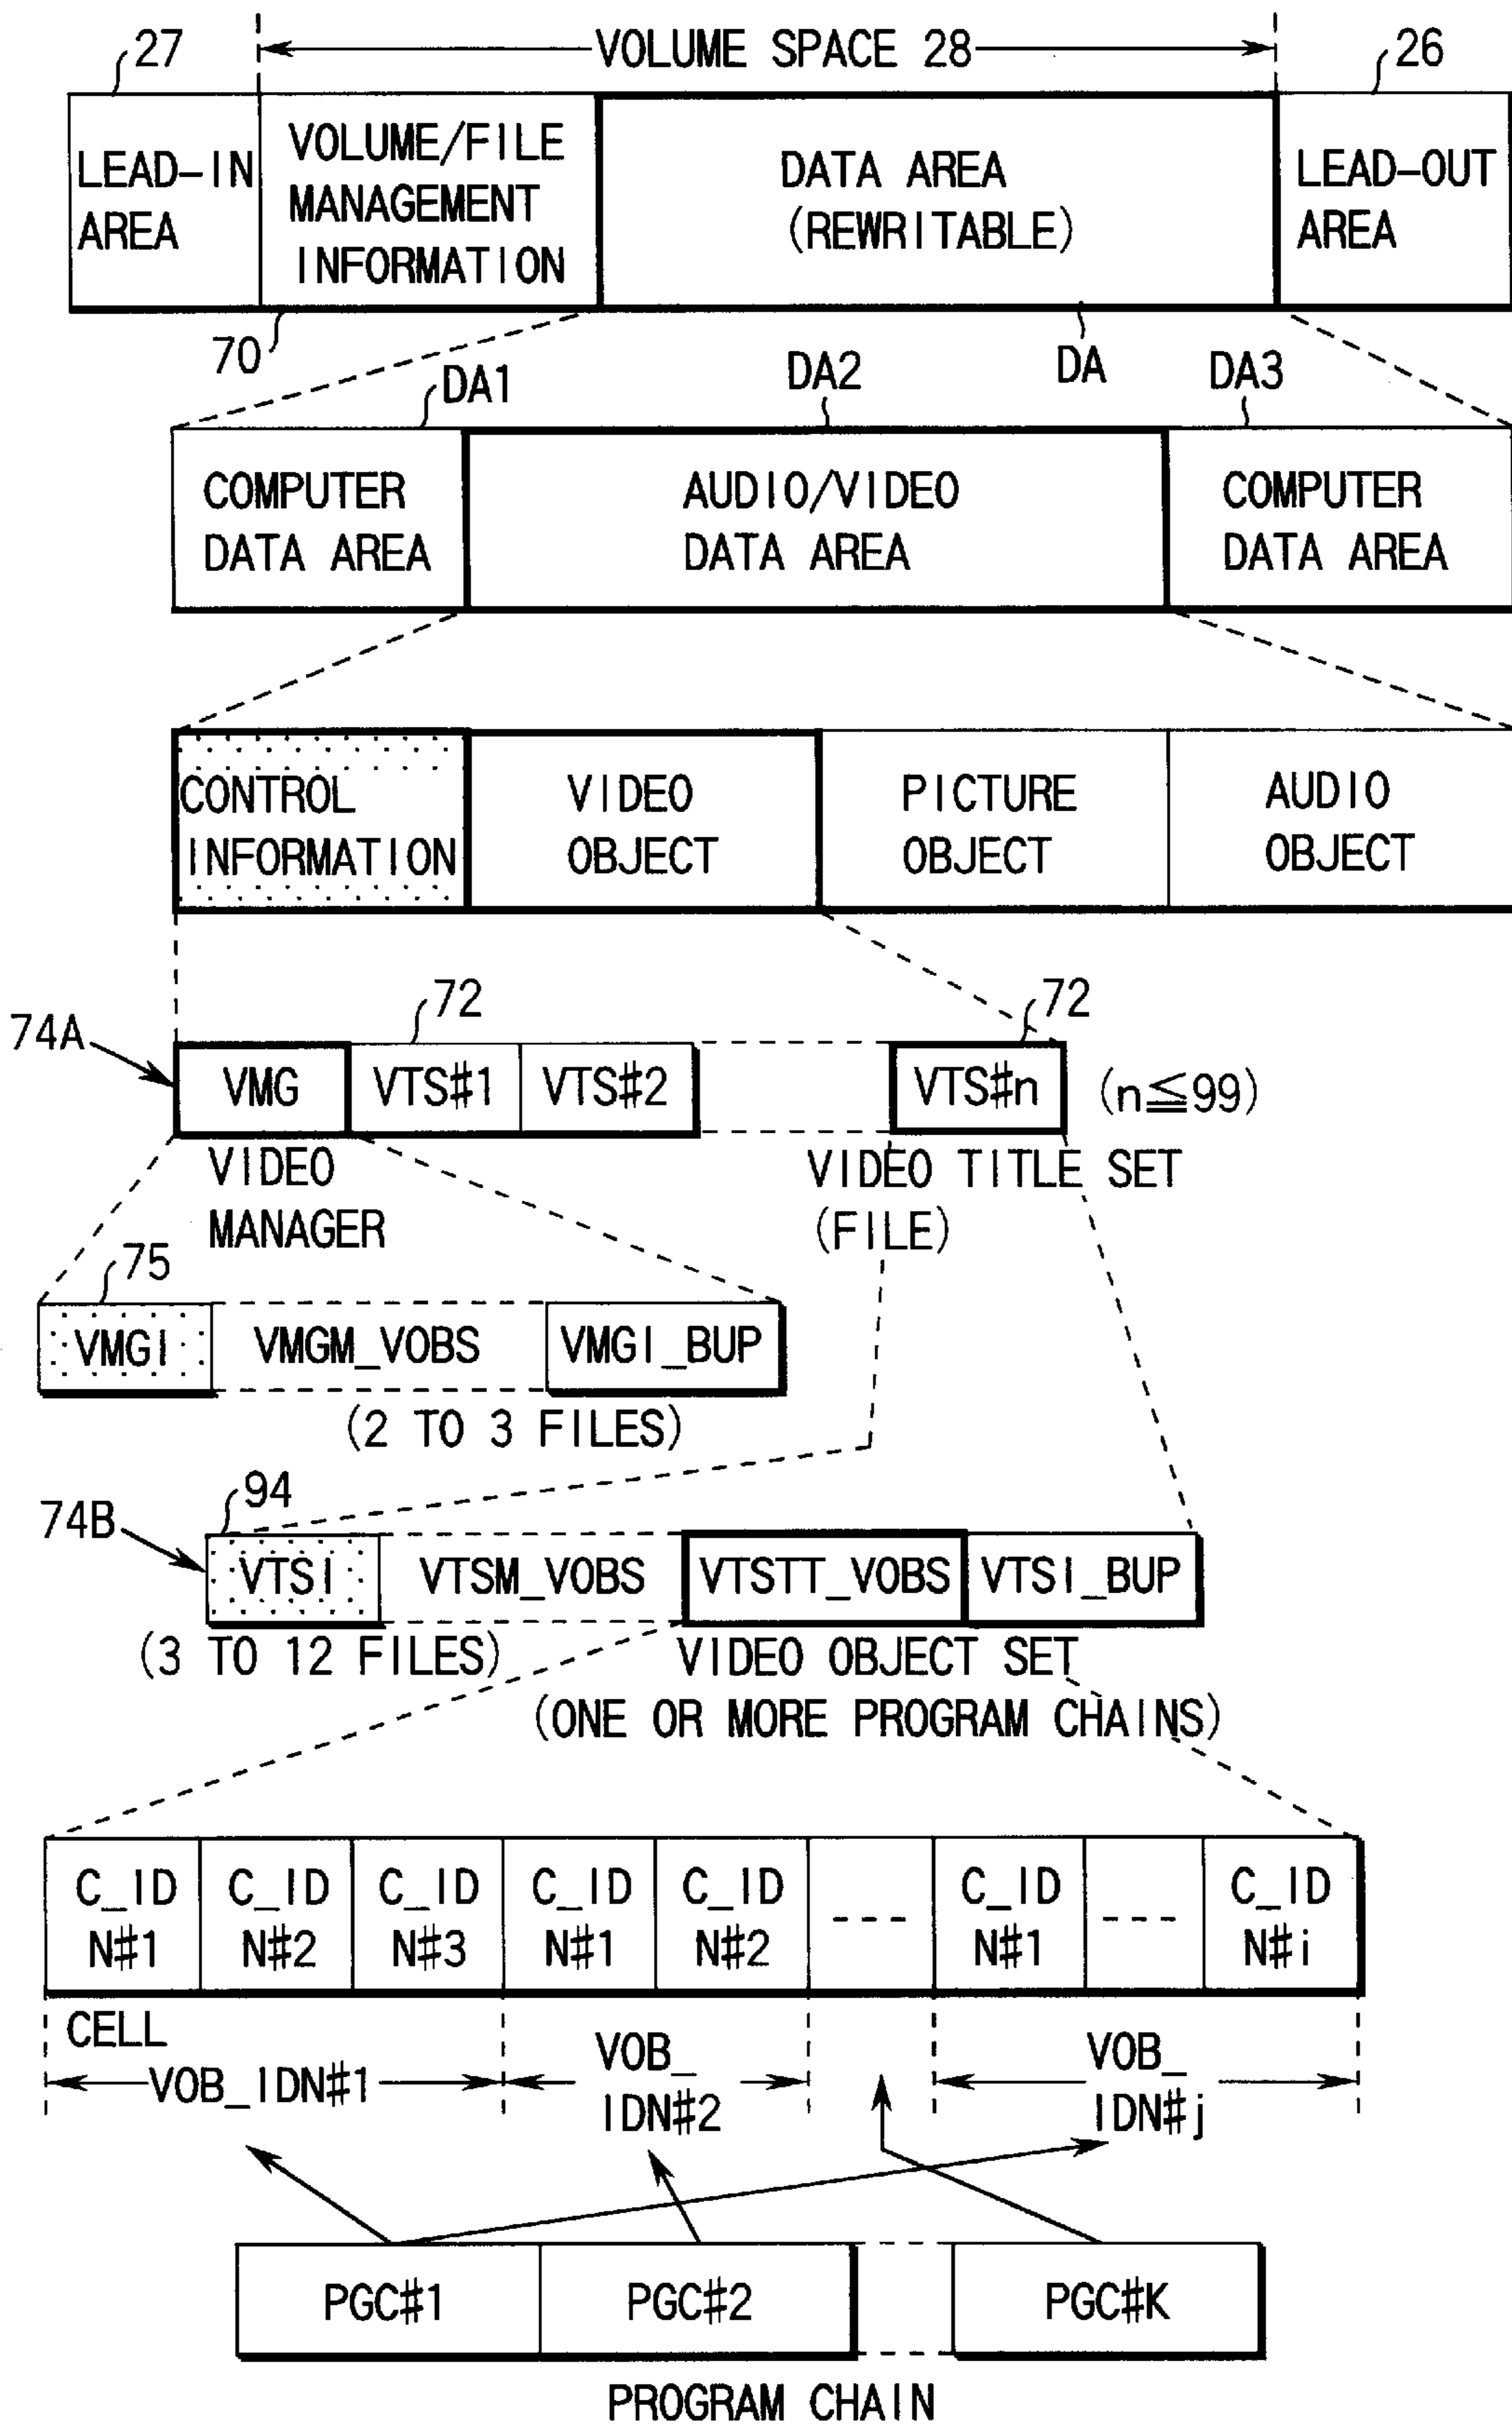 27
VOLUME SPACE 28
26
LEAD-IN
AREA
VOLUME/FILE
MANAGEMENT
INFORMATION
DATA AREA
(REWRITABLE)
LEAD-OUT
AREA
70
DA1
DA2
DA
DA3
COMPUTER
DATA AREA
AUDIO/VIDEO
DATA AREA
COMPUTER
DATA AREA
CONTROL
INFORMATION
VIDEO
OBJECT
PICTURE
OBJECT
AUDIO
OBJECT
74A
72
72
VMG
VTS#1
VTS#2
VTS#n
(n≦99)
VIDEO
MANAGER
VIDEO TITLE SET
(FILE)
75
VMGI
VMGM_VOBS
VMGI_BUP
(2 TO 3 FILES)
74B
94
VTSI
VTSM_VOBS
VTSTT_VOBS
VTSI_BUP
(3 TO 12 FILES)
VIDEO OBJECT SET
(ONE OR MORE PROGRAM CHAINS)
C_ID
N#1
C_ID
N#2
C_ID
N#3
C_ID
N#1
C_ID
N#2
----
C_ID
N#1
----
C_ID
N#i
CELL
VOB_IDN#1
VOB_
IDN#2
VOB_
IDN#j
PGC#1
PGC#2
PGC#K
PROGRAM CHAIN